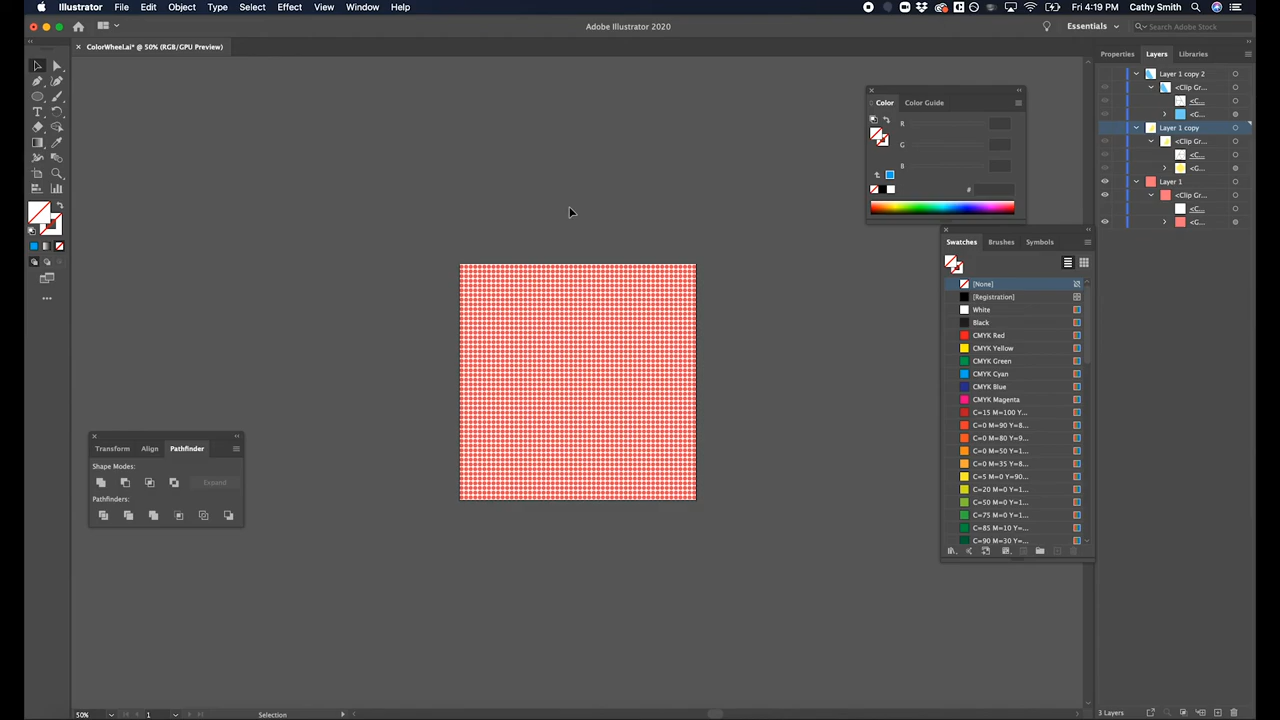 Illustrator File Edit Object Type Select Effect View Window Help
Fri 4:19 PM Cathy Smith
Adobe Illustrator 2020
Essentials
Search Adobe Stock
ColorWheel.ai* @ 50% (RGB/GPU Preview)
Properties Layers Libraries
Layer 1 copy 2
<Clip Gr...
<C...
<G...
Layer 1 copy
<Clip Gr...
<C...
<G...
Layer 1
<Clip Gr...
<C...
<G...
Color Color Guide
R
G
B
#
Swatches Brushes Symbols
[None]
[Registration]
White
Black
CMYK Red
CMYK Yellow
CMYK Green
CMYK Cyan
CMYK Blue
CMYK Magenta
C=15 M=100 Y...
C=0 M=90 Y=8...
C=0 M=80 Y=9...
C=0 M=50 Y=1...
C=0 M=35 Y=8...
C=5 M=0 Y=90...
C=20 M=0 Y=1...
C=50 M=0 Y=1...
C=75 M=0 Y=1...
C=85 M=10 Y=...
C=90 M=30 Y=...
Transform Align Pathfinder
Shape Modes:
Expand
Pathfinders:
50%
1
Selection
3 Layers